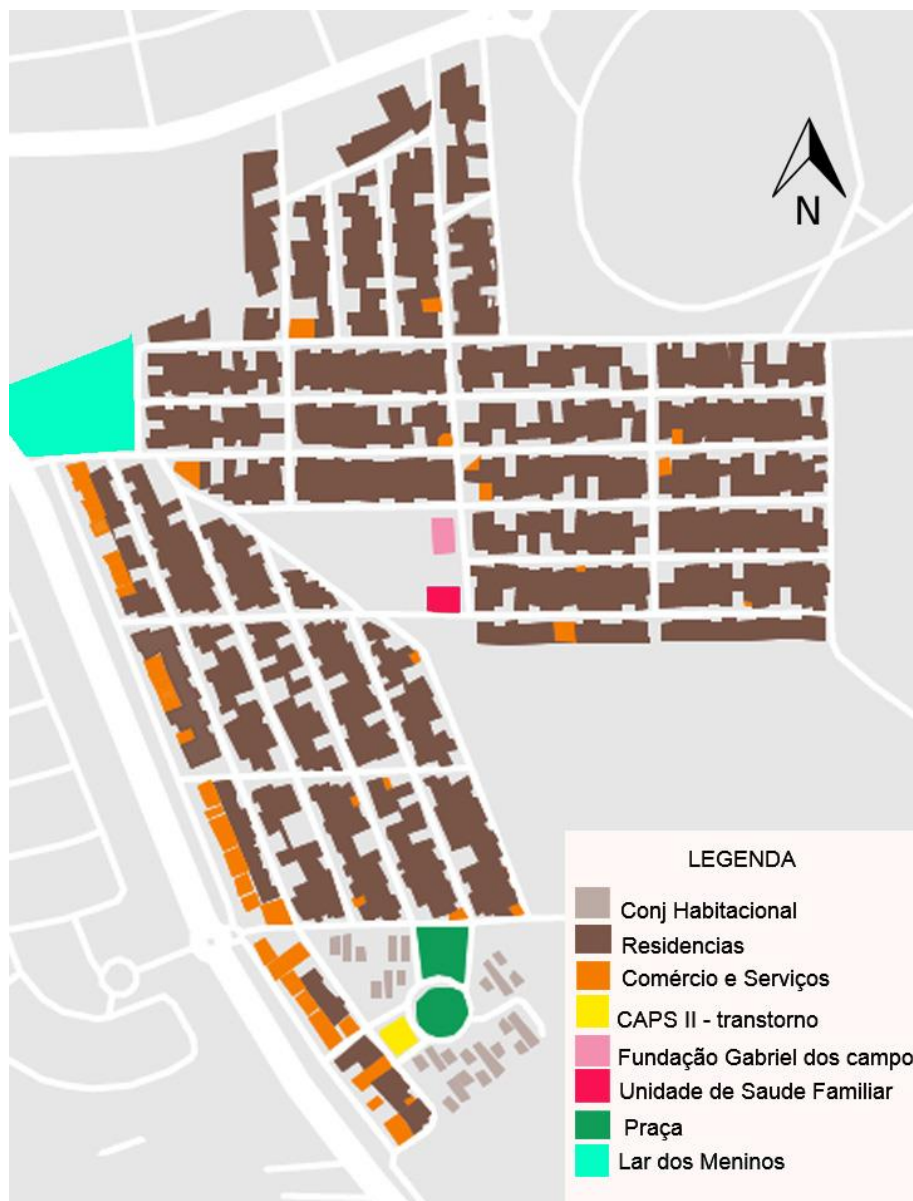 N
LEGENDA
Conj Habitacional
Residencias
Comércio e Serviços
CAPS II - transtorno
Fundação Gabriel dos campo
Unidade de Saude Familiar
Praça
Lar dos Meninos